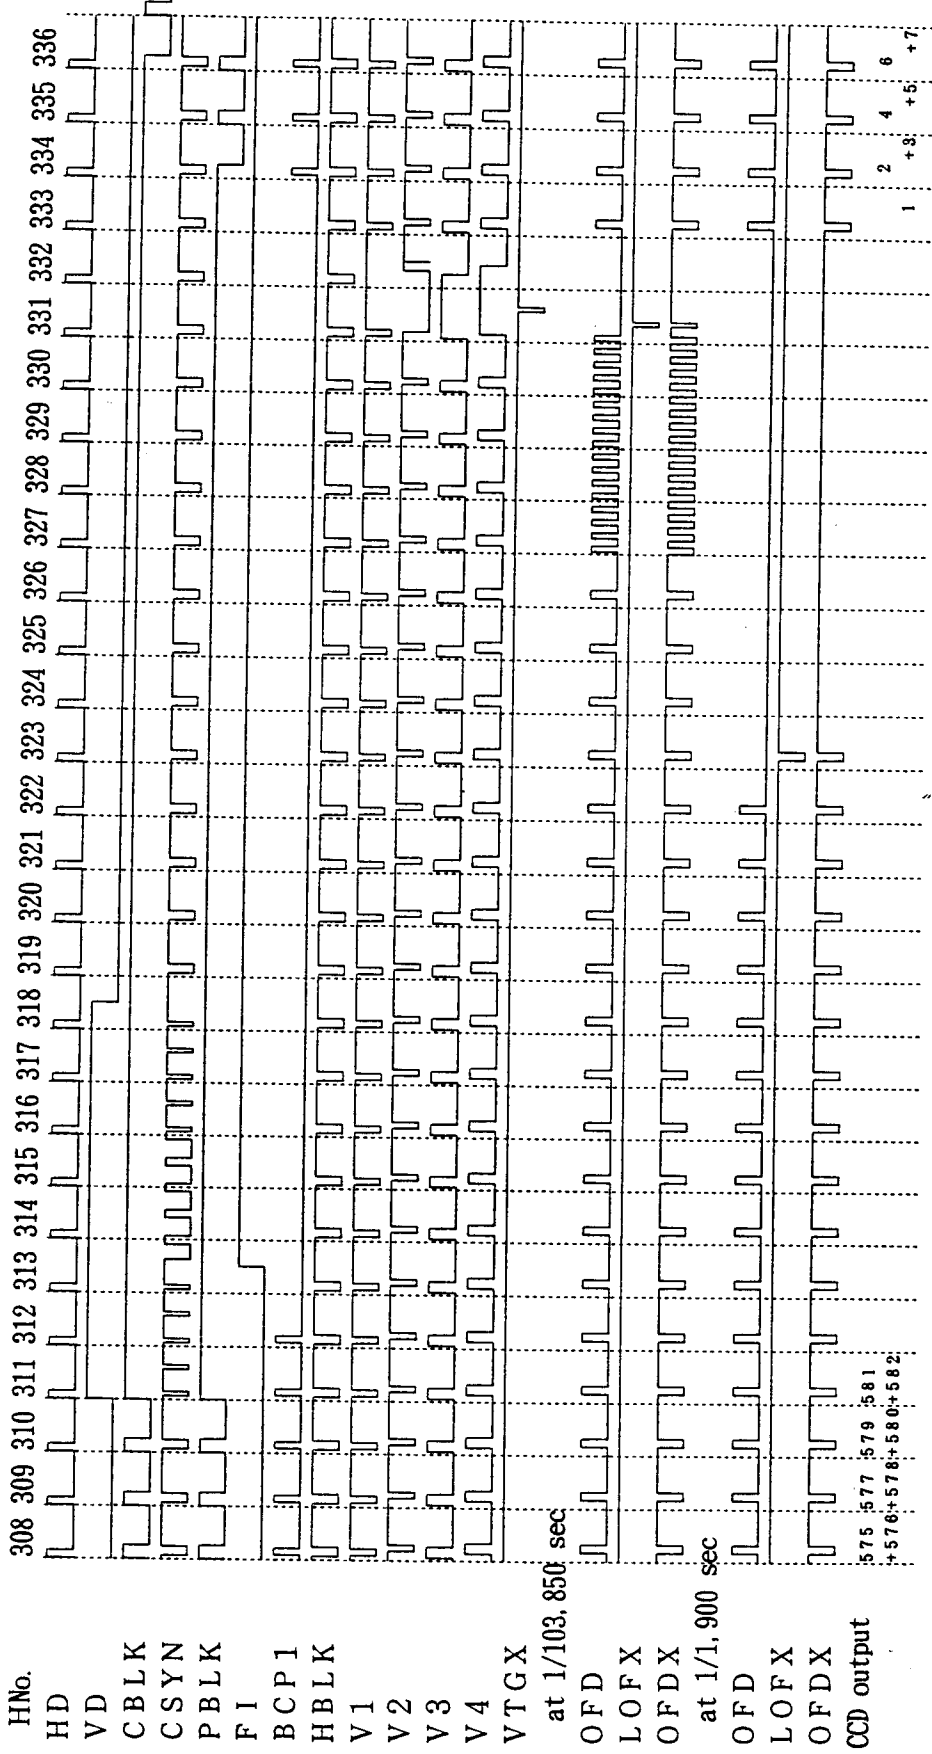 HNo. 308 309 310 311 312 313 314 315 316 317 318 319 320 321 322 323 324 325 326 327 328 329 330 331 332 333 334 335 336
HD
VD
CBLK
CSYN
PBLK
FI
BCP1
HBLK
V1
V2
V3
V4
VTGX
at 1/103,850 sec
OFD
LOFX
OFDX
at 1/1,900 sec
OFD
LOFX
OFDX
CCD output
575 577 579 581 1 2 4 6
+576 +578 +580 +582 +3 +5 +7